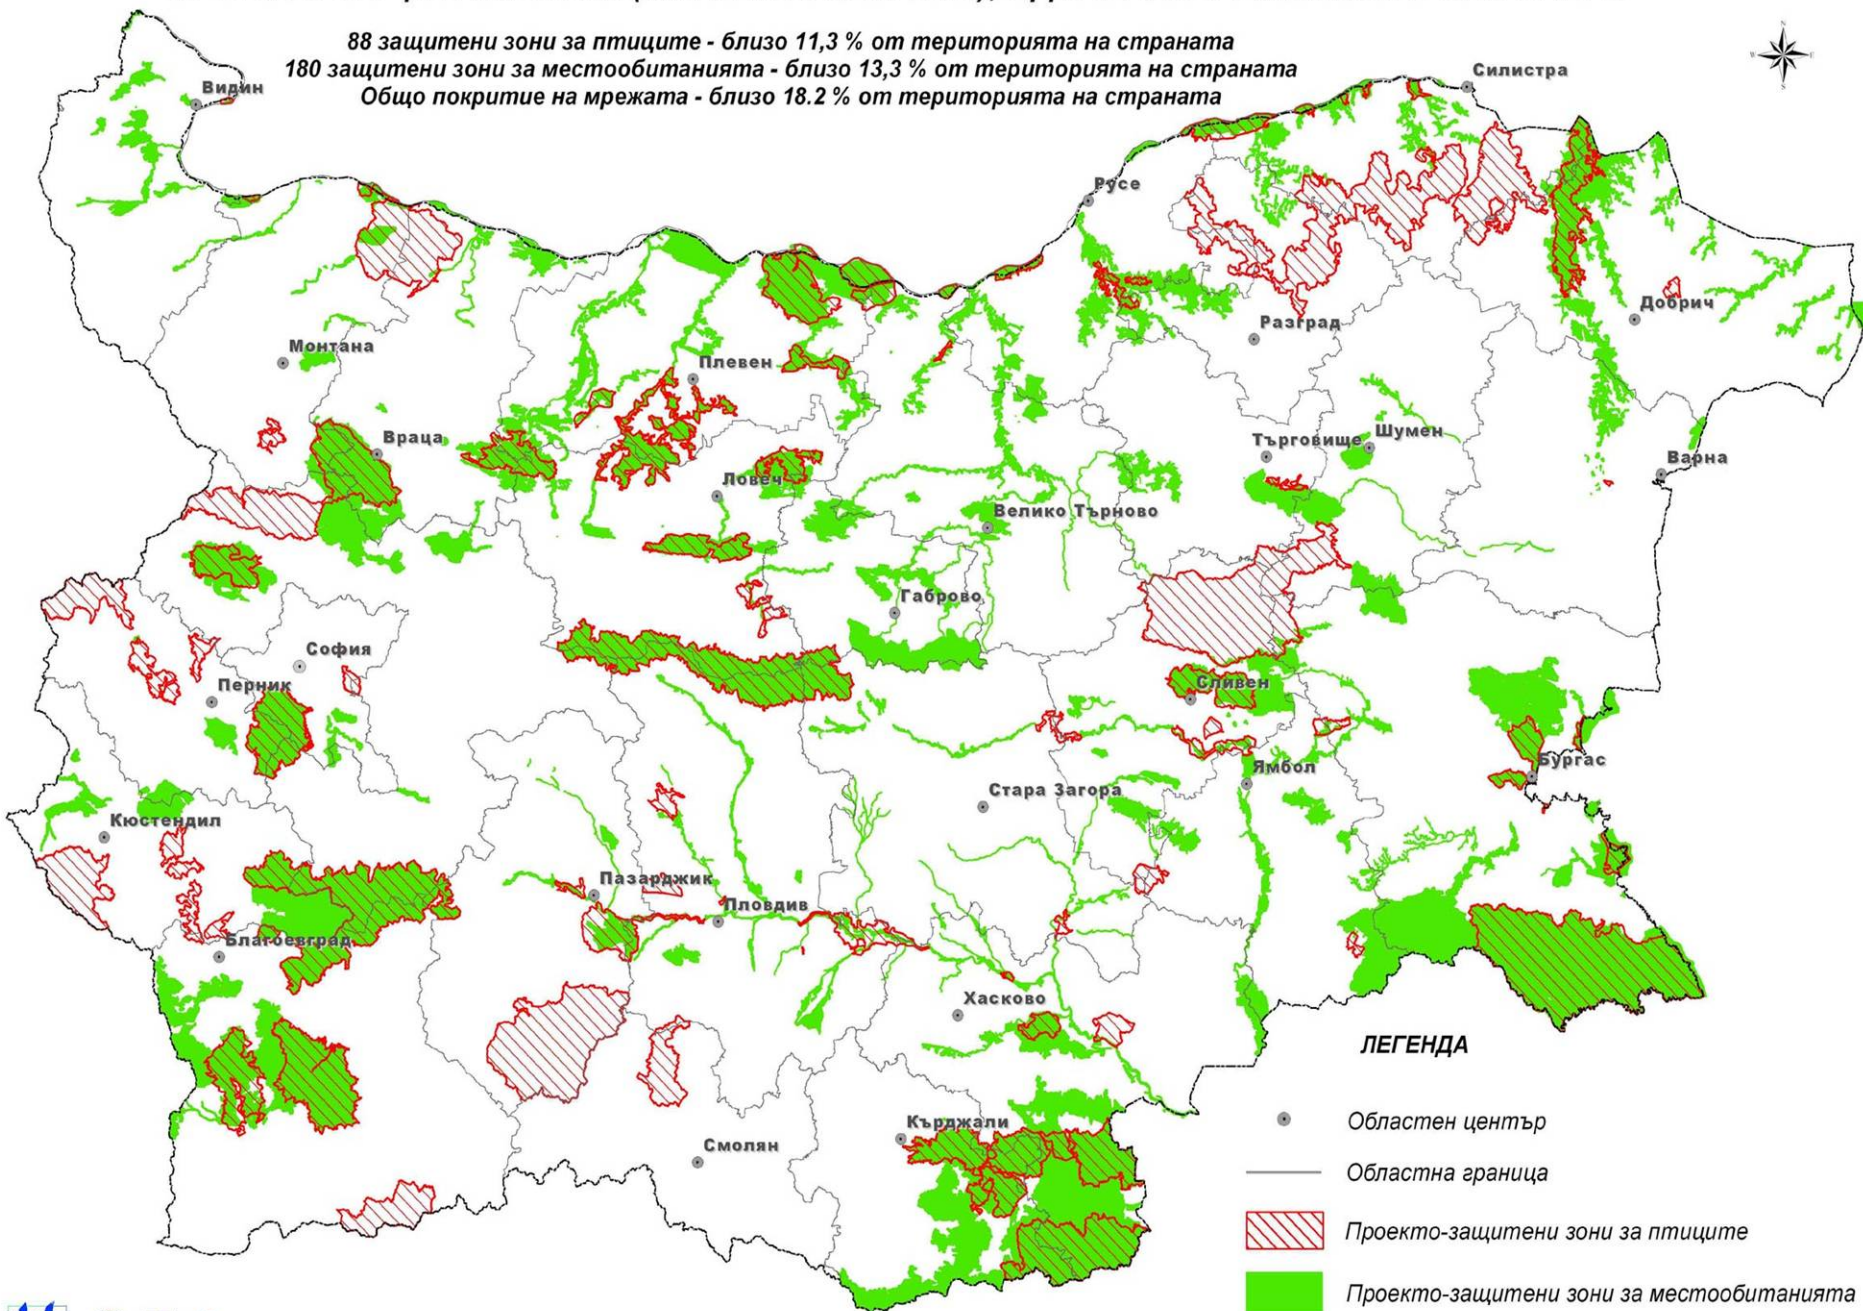 88 защитени зони за птиците - близо 11,3 % от територията на страната
180 защитени зони за местообитанията - близо 13,3 % от територията на страната
Общо покритие на мрежата - близо 18.2 % от територията на страната
Силистра
Видин
Русе
Добрич
Разград
Монтана
Плевен
Враца
Търговище
Шумен
Варна
Ловеч
Велико Търново
Габрово
София
Перник
Сливен
Бургас
Ямбол
Стара Загора
Кюстендил
Пазарджик
Пловдив
Благоевград
Хасково
Кърджали
Смолян
ЛЕГЕНДА
Областен център
Областна граница
Проекто-защитени зони за птиците
Проекто-защитени зони за местообитанията